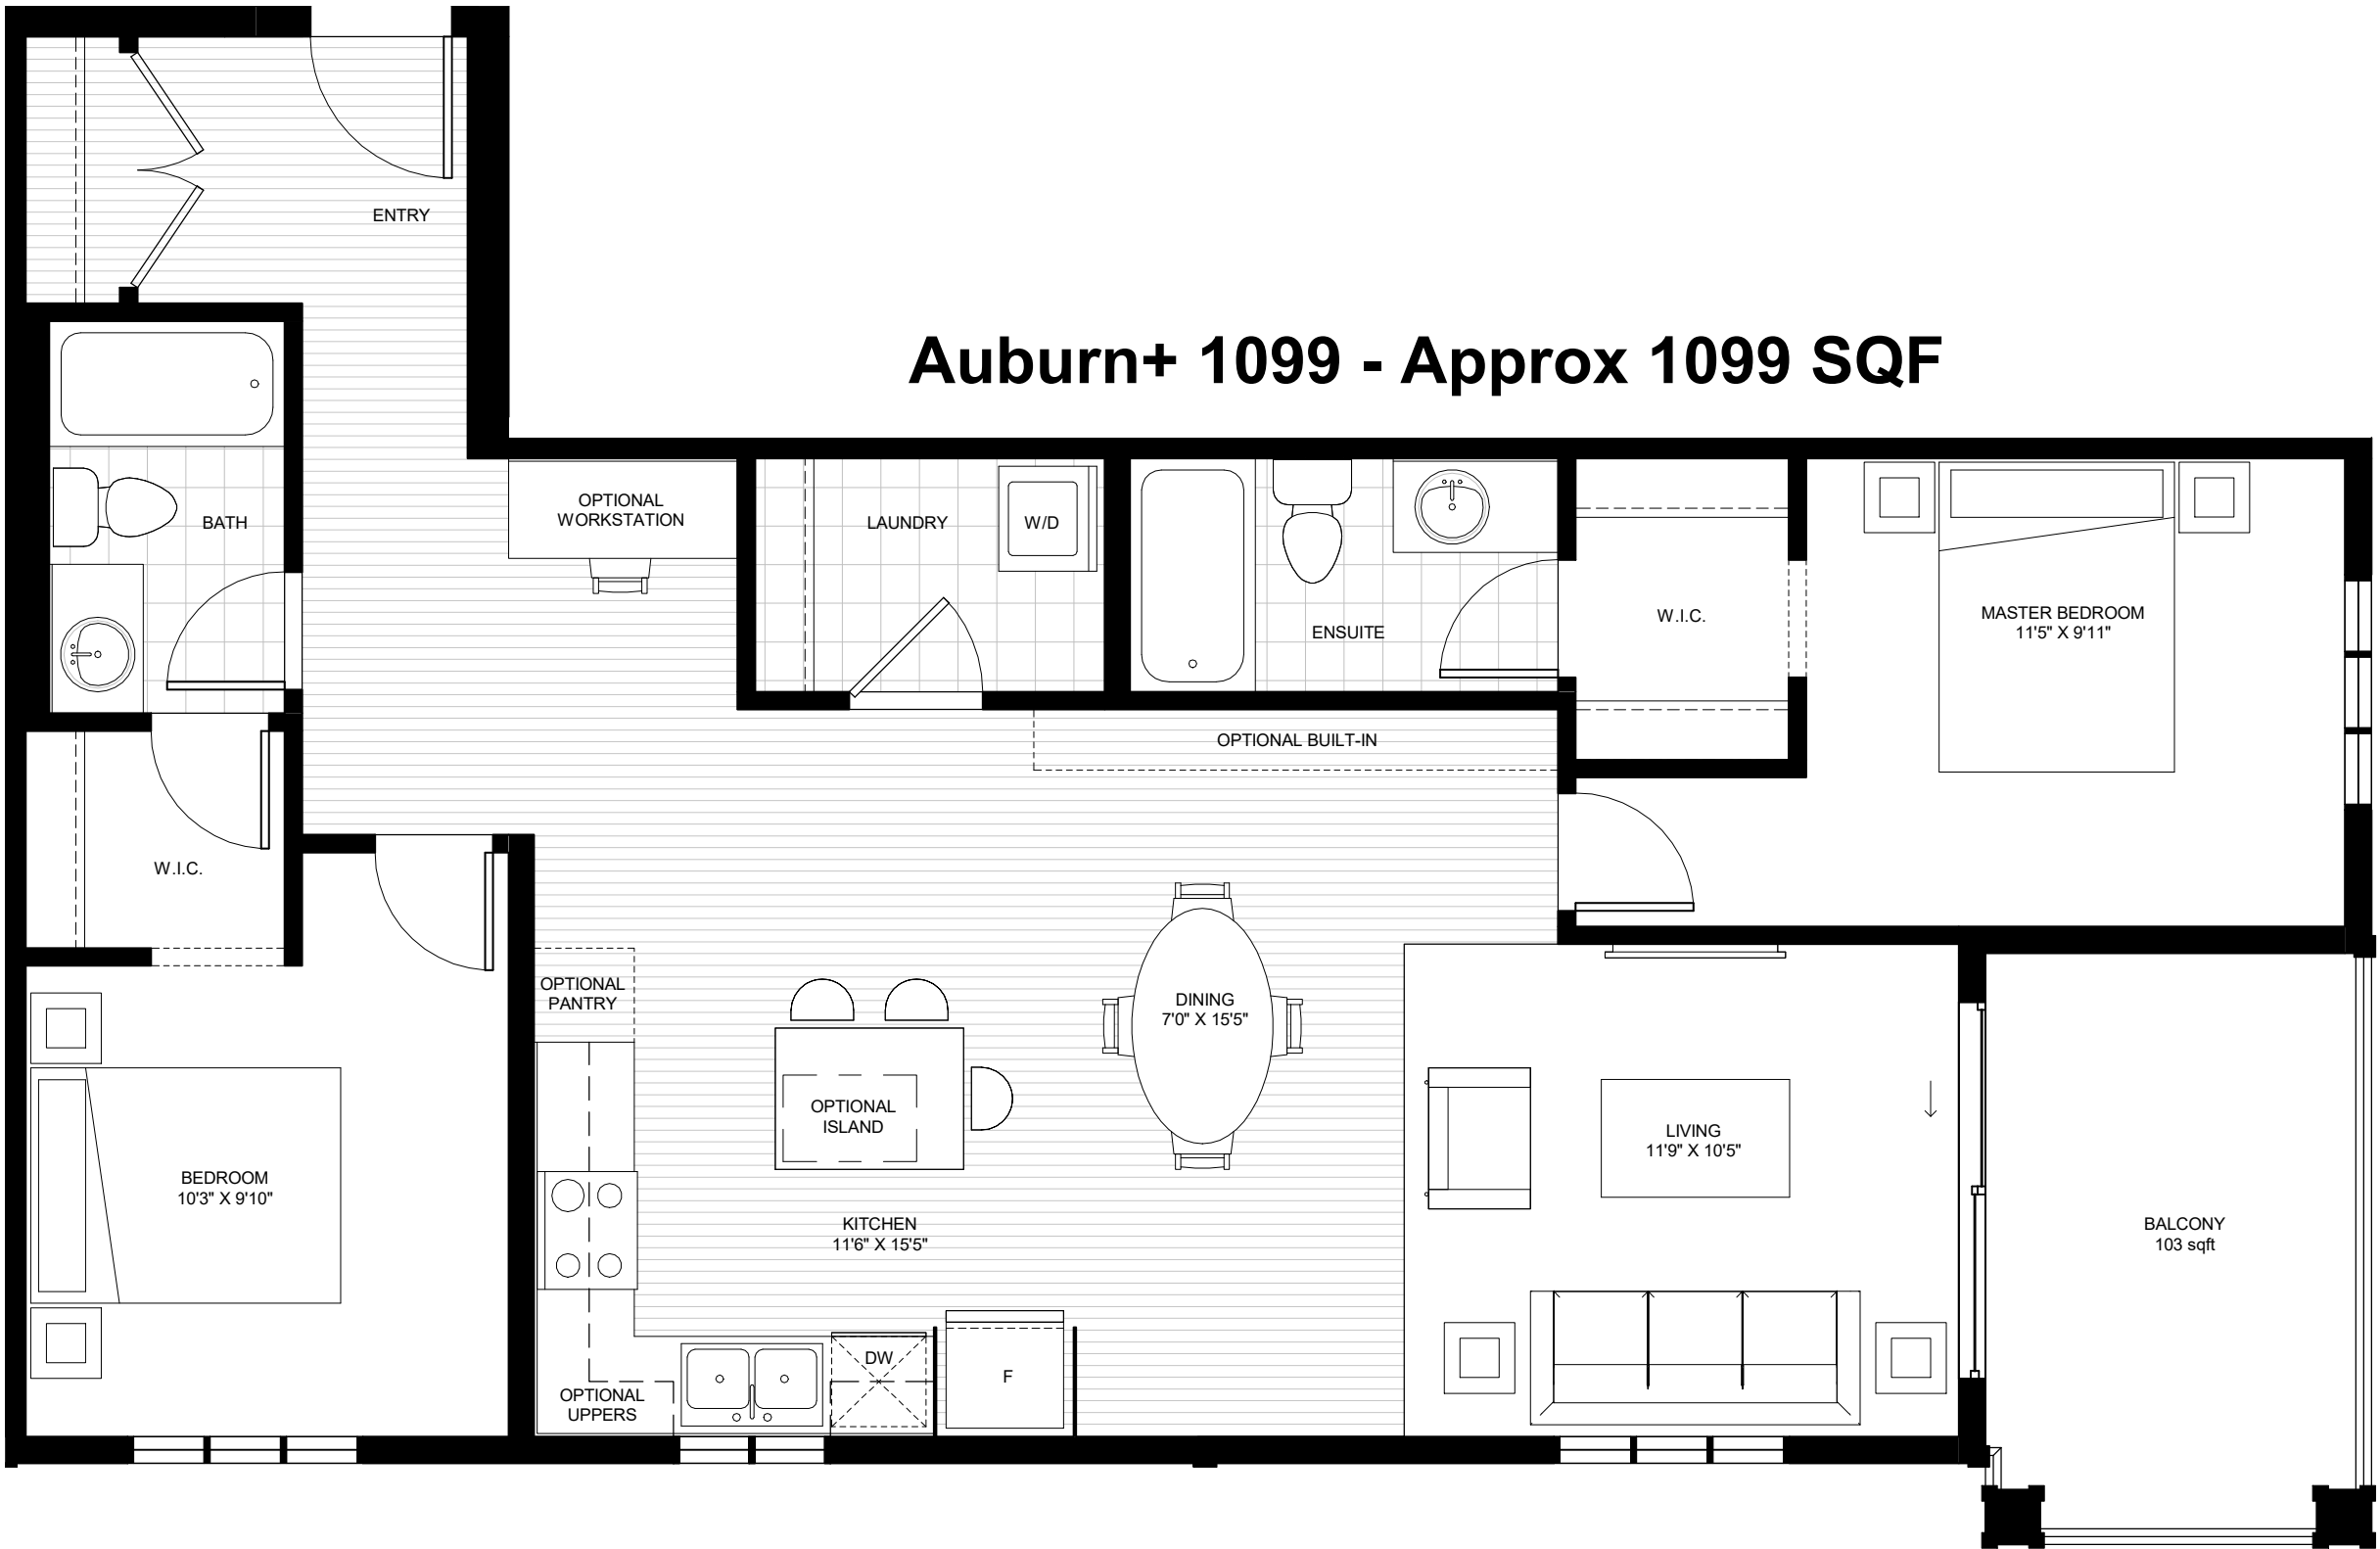 ENTRY
Auburn+ 1099 - Approx 1099 SQF
OPTIONAL
WORKSTATION
BATH
LAUNDRY
W/D
ENSUITE
W.I.C.
MASTER BEDROOM
11'5" X 9'11"
OPTIONAL BUILT-IN
W.I.C.
OPTIONAL
PANTRY
DINING
7'0" X 15'5"
OPTIONAL
ISLAND
LIVING
11'9" X 10'5"
BEDROOM
10'3" X 9'10"
KITCHEN
11'6" X 15'5"
BALCONY
103 sqft
DW
F
OPTIONAL
UPPERS